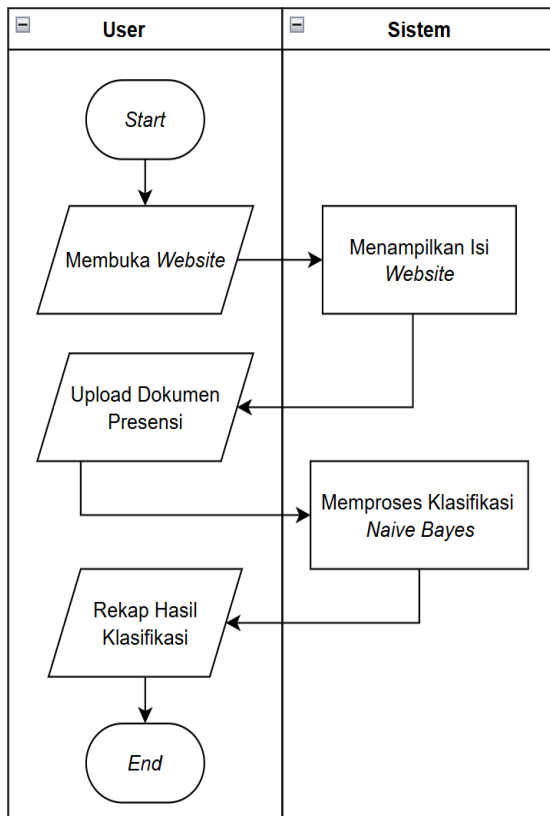 User
Sistem
Start
Membuka Website
Menampilkan Isi
Website
Upload Dokumen
Presensi
Memproses Klasifikasi
Naive Bayes
Rekap Hasil
Klasifikasi
End